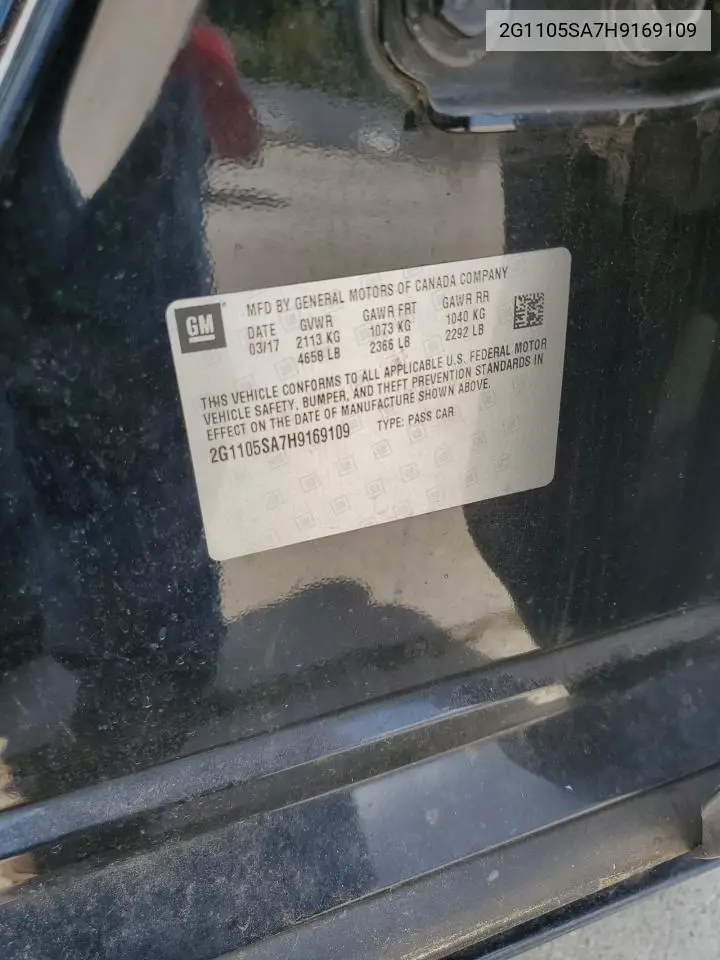 2G1105SA7H9169109
GM
MFD BY GENERAL MOTORS OF CANADA COMPANY
DATE GVWR GAWR FRT GAWR RR
03/17 2113 KG 1073 KG 1040 KG
4658 LB 2366 LB 2292 LB
THIS VEHICLE CONFORMS TO ALL APPLICABLE U.S. FEDERAL MOTOR
VEHICLE SAFETY, BUMPER, AND THEFT PREVENTION STANDARDS IN
EFFECT ON THE DATE OF MANUFACTURE SHOWN ABOVE.
2G1105SA7H9169109 TYPE: PASS CAR